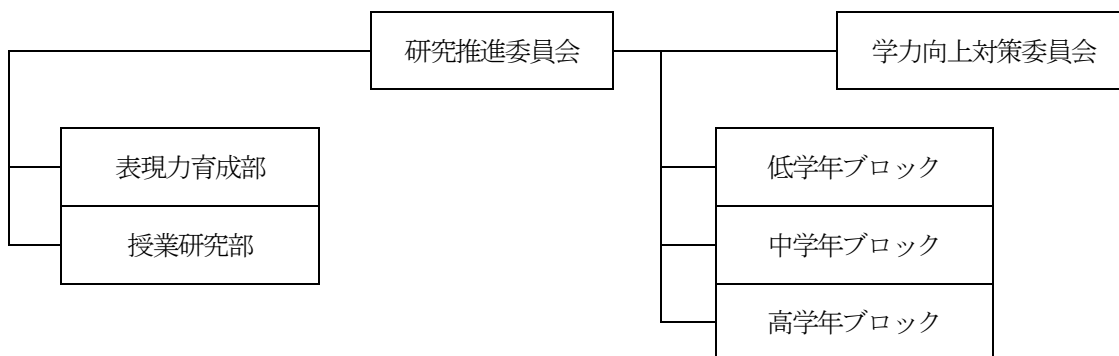 研究推進委員会
学力向上対策委員会
表現力育成部
授業研究部
低学年ブロック
中学年ブロック
高学年ブロック